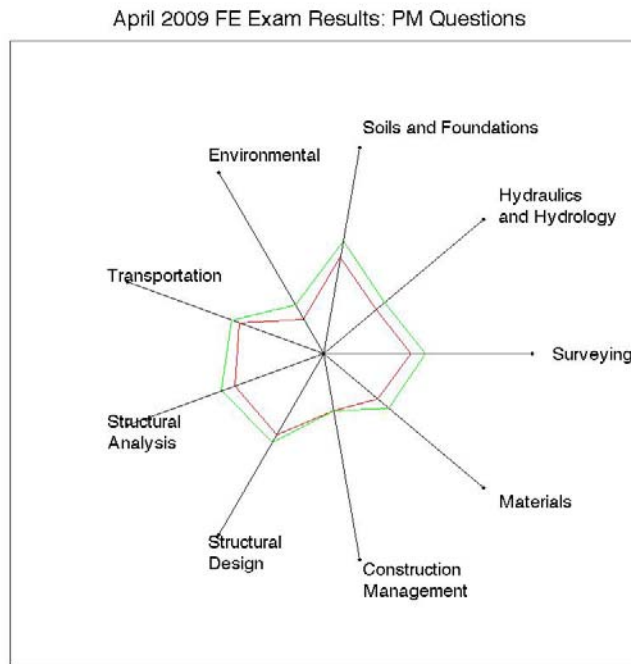 April 2009 FE Exam Results: PM Questions
Soils and Foundations
Environmental
Hydraulics
and Hydrology
Transportation
Surveying
Structural
Analysis
Materials
Structural
Design
Construction
Management